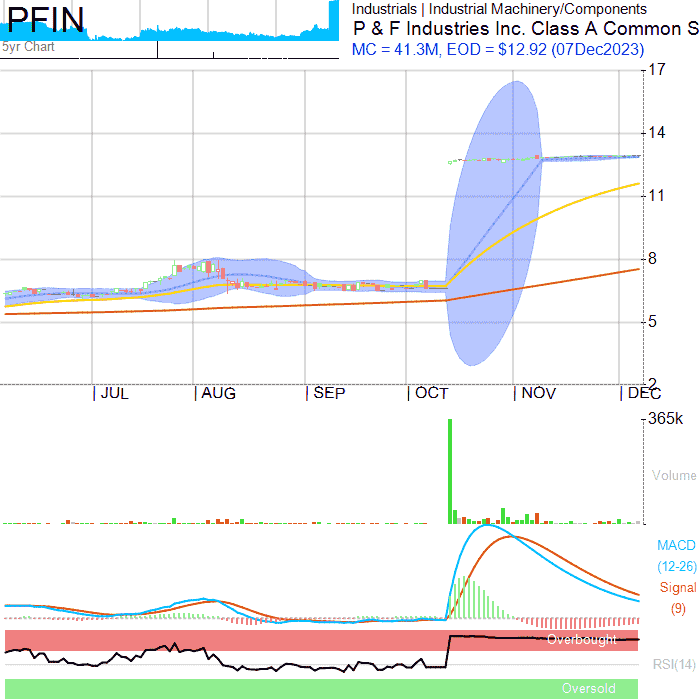 PFIN
5yr Chart
Industrials | Industrial Machinery/Components
P & F Industries Inc. Class A Common S
MC = 41.3M, EOD = $12.92 (07Dec2023)
17
14
11
8
5
2
JUL AUG SEP OCT NOV DEC
365k
Volume
MACD
(12-26)
Signal
(9)
Overbought
RSI(14)
Oversold